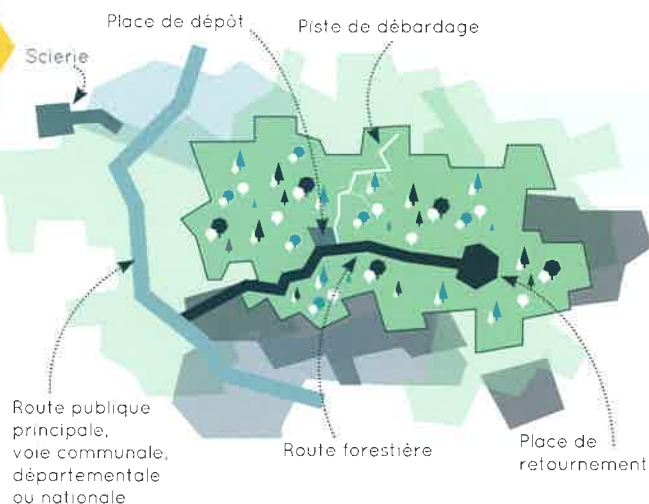 Place de dépôt
Piste de débardage
Scierie
Route publique
principale,
voie communale,
départementale
ou nationale
Route forestière
Place de
retournement